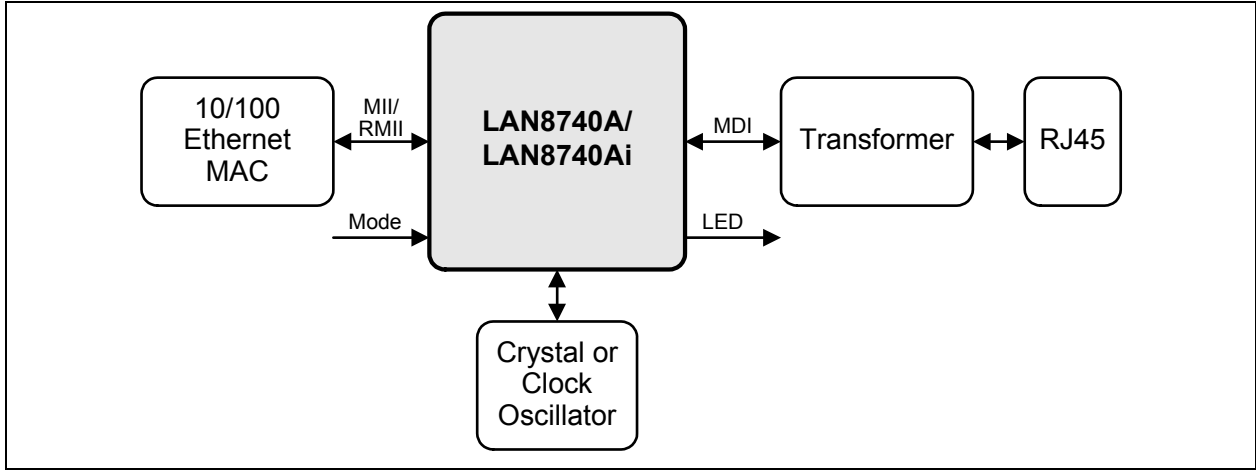 10/100
Ethernet
MAC
MII/
RMII
Mode
LAN8740A/
LAN8740Ai
MDI
LED
Transformer
RJ45
Crystal or
Clock
Oscillator